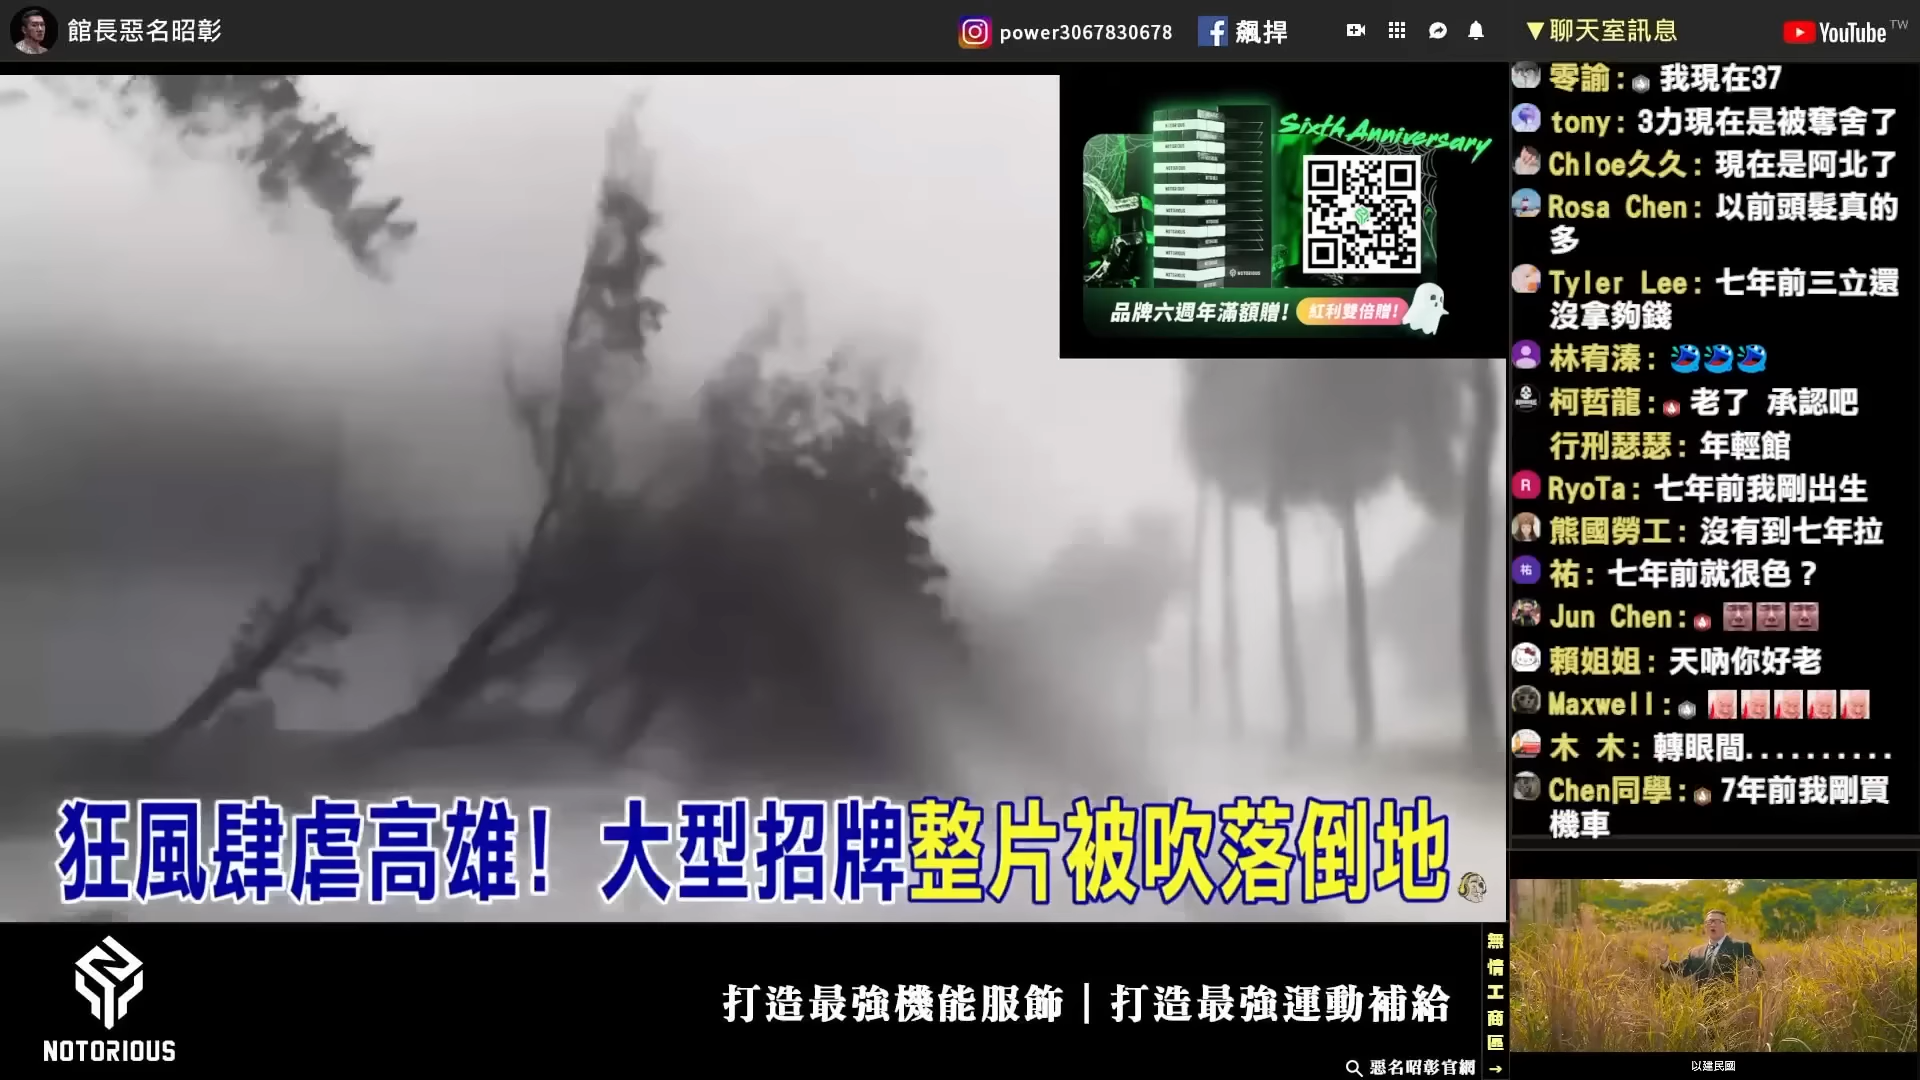 館長惡名昭彰
power3067830678
飆捍
▼聊天室訊息
YouTube TW
零諭: 我現在37
tony: 3力現在是被奪舍了
Chloe久久: 現在是阿北了
Rosa Chen: 以前頭髮真的
多
Tyler Lee: 七年前三立還
沒拿夠錢
林宥溱:
柯哲龍: 老了 承認吧
行刑瑟瑟: 年輕館
R
RyoTa: 七年前我剛出生
熊國勞工: 沒有到七年拉
祐
祐: 七年前就很色?
Jun Chen:
賴姐姐: 天吶你好老
Maxwell:
木 木: 轉眼間..........
Chen同學: 7年前我剛買
機車
Sixth Anniversary
NOTORIOUS
品牌六週年滿額贈!
紅利雙倍贈!
狂風肆虐高雄! 大型招牌整片被吹落倒地
NOTORIOUS
打造最強機能服飾｜打造最強運動補給
惡名昭彰官網
無情工商區→
以建民國